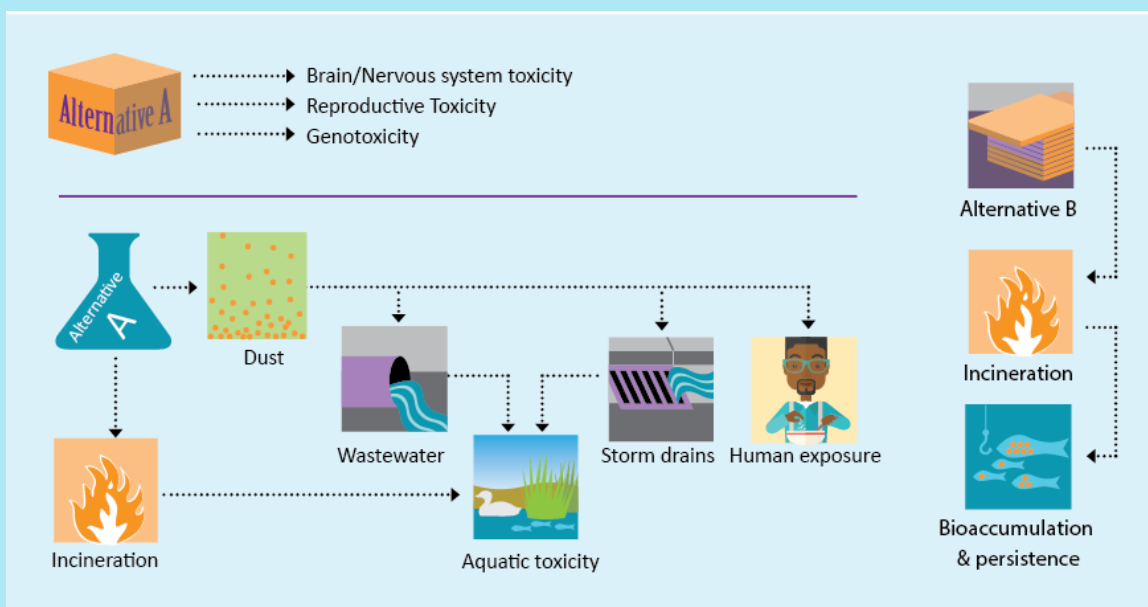 Alternative A
Brain/Nervous system toxicity
Reproductive Toxicity
Genotoxicity
Alternative B
Alternative
A
Dust
Incineration
Wastewater
Storm drains
Human exposure
Incineration
Aquatic toxicity
Bioaccumulation
& persistence